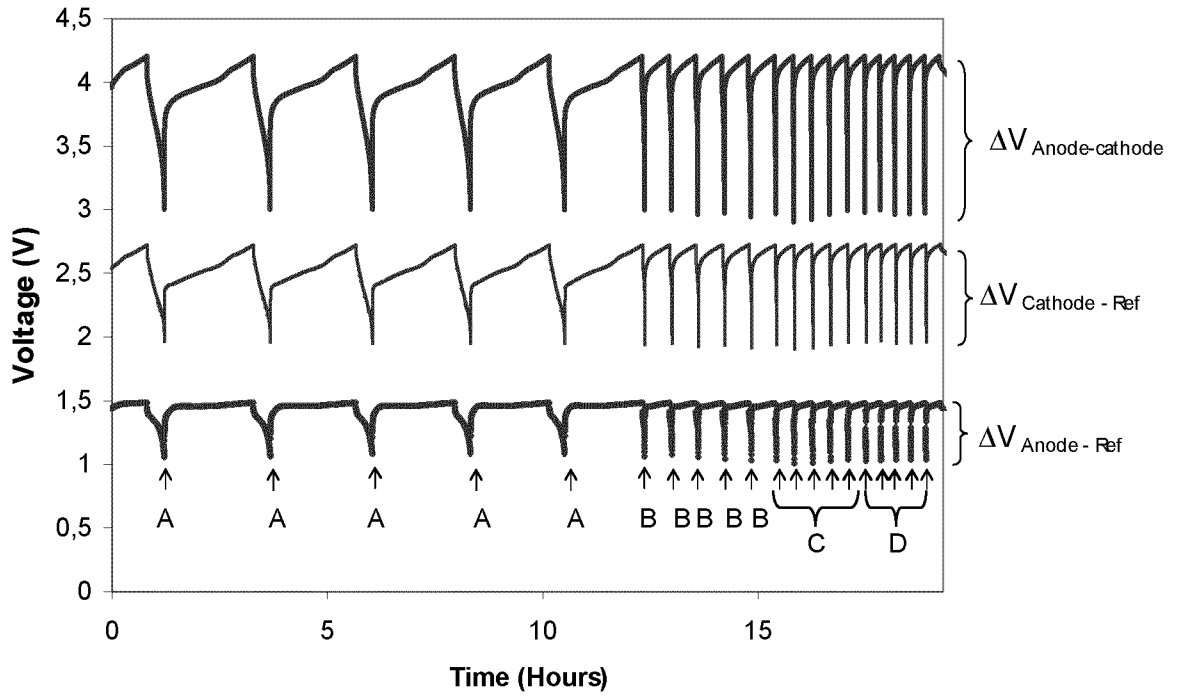 4,5
4
3,5
3
2,5
2
1,5
1
0,5
0
Voltage (V)
ΔV Anode-cathode
ΔV Cathode - Ref
ΔV Anode - Ref
A A A A A B B B B B
C D
0 5 10 15
Time (Hours)